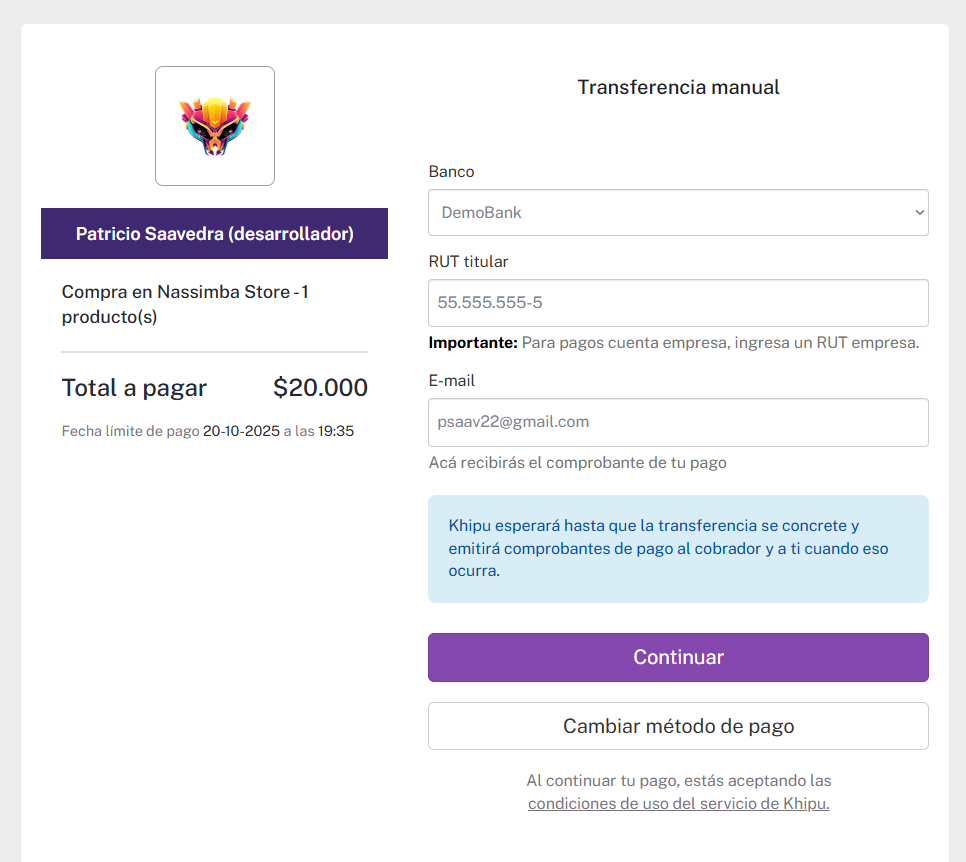 Patricio Saavedra (desarrollador)
Compra en Nassimba Store - 1
producto(s)
Total a pagar $20.000
Fecha límite de pago 20-10-2025 a las 19:35
Transferencia manual
Banco
DemoBank
RUT titular
55.555.555-5
Importante: Para pagos cuenta empresa, ingresa un RUT empresa.
E-mail
psaav22@gmail.com
Acá recibirás el comprobante de tu pago
Khipu esperará hasta que la transferencia se concrete y
emitirá comprobantes de pago al cobrador y a ti cuando eso
ocurra.
Continuar
Cambiar método de pago
Al continuar tu pago, estás aceptando las
condiciones de uso del servicio de Khipu.